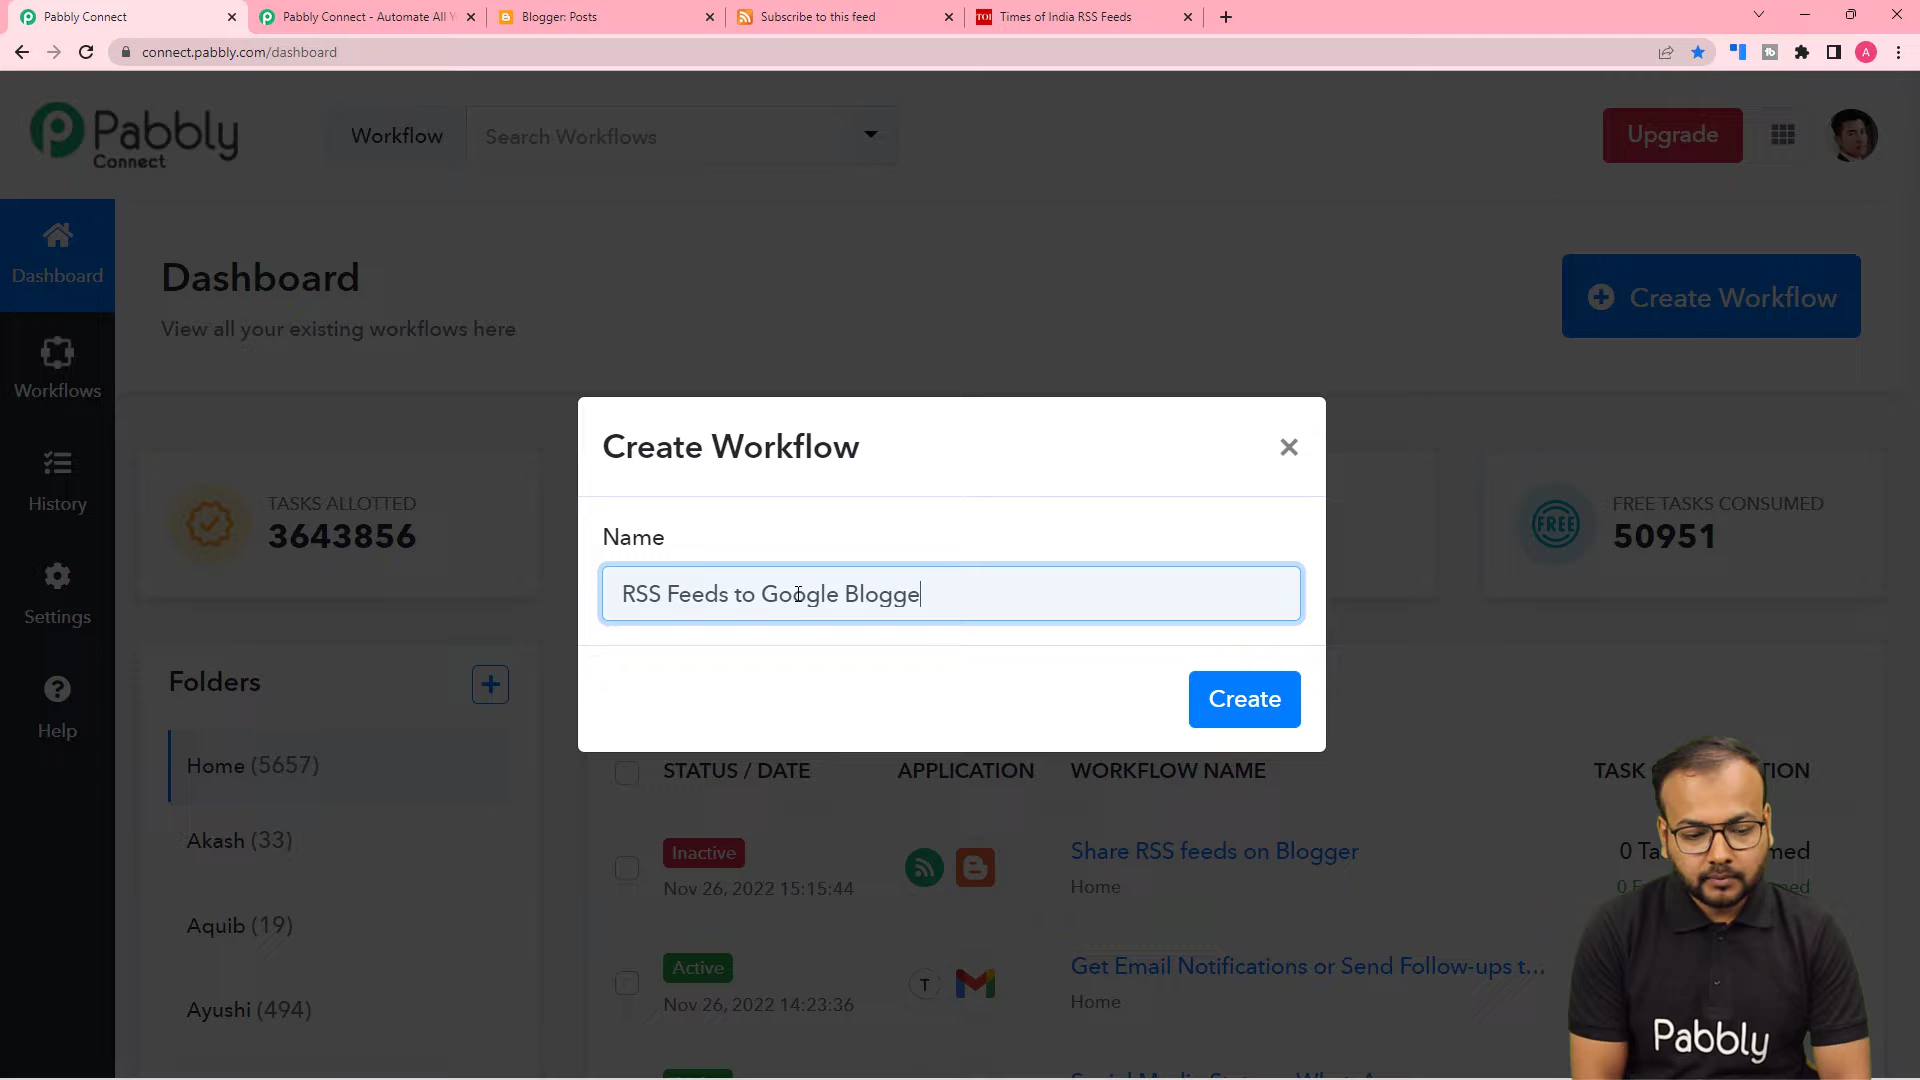 Pabbly Connect
Pabbly Connect - Automate All Y
Blogger: Posts
Subscribe to this feed
TOI Times of India RSS Feeds
connect.pabbly.com/dashboard
A
Pabbly
Connect
Workflow
Search Workflows
Upgrade
Dashboard
Workflows
History
Settings
Help
Dashboard
View all your existing workflows here
Create Workflow
TASKS ALLOTTED
3643856
FREE
FREE TASKS CONSUMED
50951
Create Workflow
×
Name
RSS Feeds to Google Blogge
Create
Folders
Home (5657)
Akash (33)
Aquib (19)
Ayushi (494)
STATUS / DATE
APPLICATION
WORKFLOW NAME
TASK
Inactive
Nov 26, 2022 15:15:44
Share RSS feeds on Blogger
Home
Active
Nov 26, 2022 14:23:36
T
Get Email Notifications or Send Follow-ups t...
Home
Pabbly